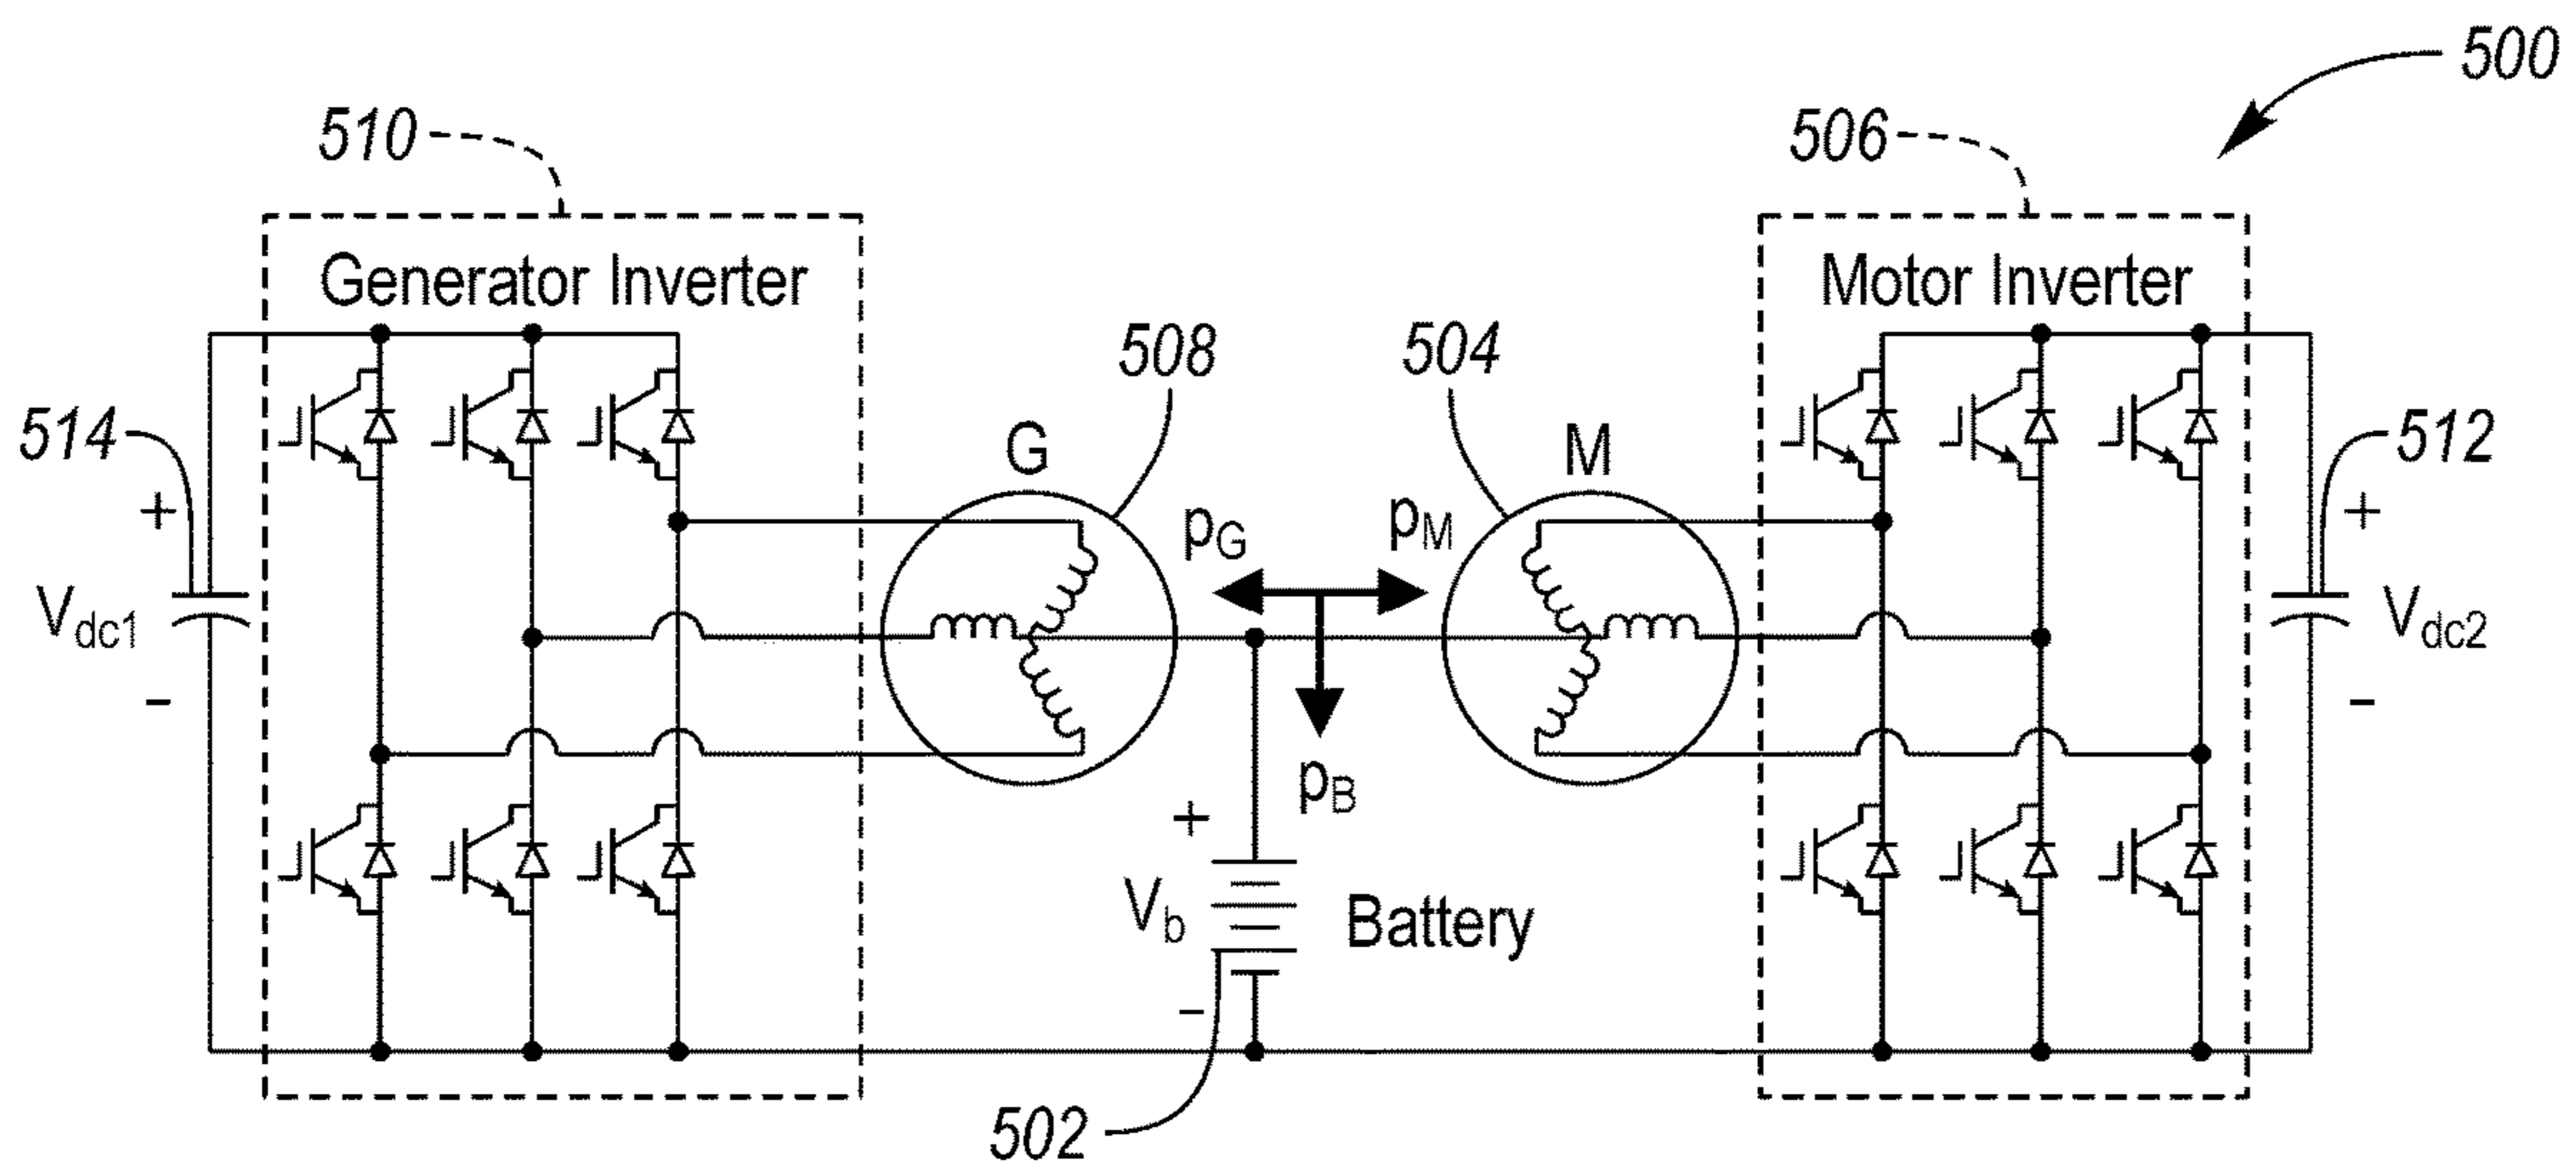 500
510
506
Generator Inverter
Motor Inverter
508
504
514
512
G
M
+
pG
pM
+
Vdc1
Vdc2
-
-
pB
+
Vb
Battery
-
502